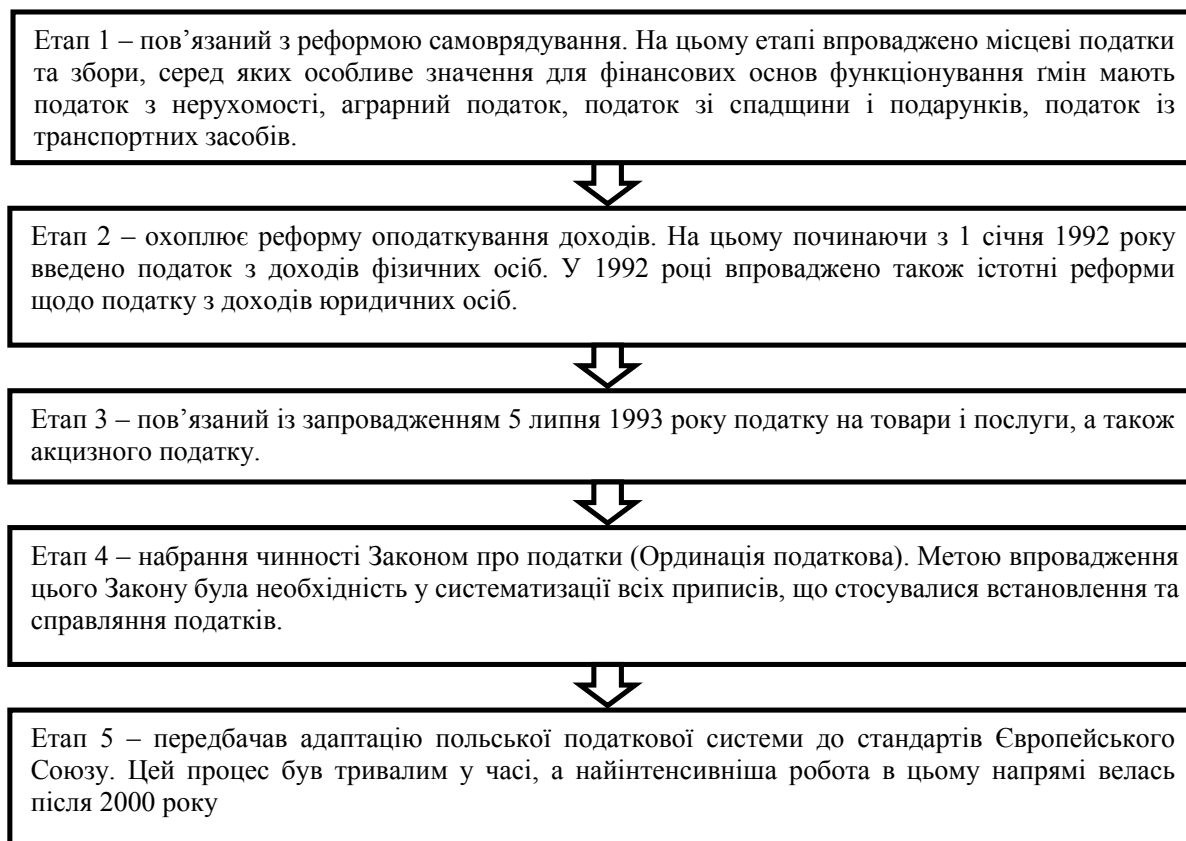 Етап 1 – пов’язаний з реформою самоврядування. На цьому етапі впроваджено місцеві податки
та збори, серед яких особливе значення для фінансових основ функціонування ґмін мають
податок з нерухомості, аграрний податок, податок зі спадщини і подарунків, податок із
транспортних засобів.
Етап 2 – охоплює реформу оподаткування доходів. На цьому починаючи з 1 січня 1992 року
введено податок з доходів фізичних осіб. У 1992 році впроваджено також істотні реформи
щодо податку з доходів юридичних осіб.
Етап 3 – пов’язаний із запровадженням 5 липня 1993 року податку на товари і послуги, а також
акцизного податку.
Етап 4 – набрання чинності Законом про податки (Ординація податкова). Метою впровадження
цього Закону була необхідність у систематизації всіх приписів, що стосувалися встановлення та
справляння податків.
Етап 5 – передбачав адаптацію польської податкової системи до стандартів Європейського
Союзу. Цей процес був тривалим у часі, а найінтенсивніша робота в цьому напрямі велась
після 2000 року